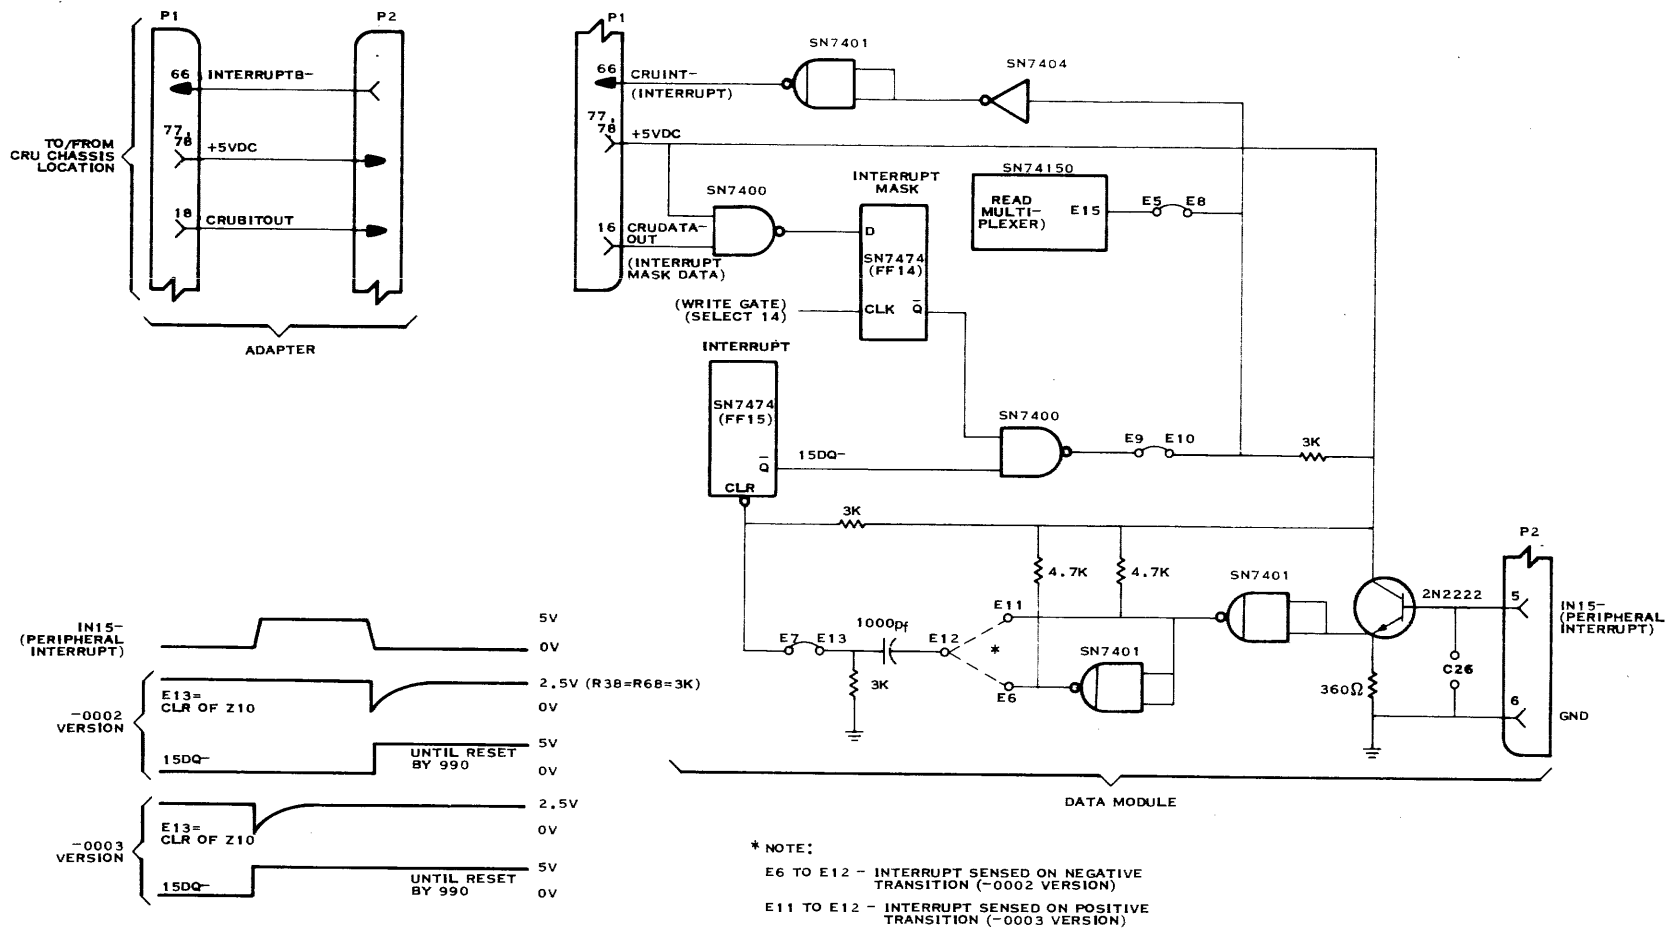 P1
P2
66
INTERRUPTB-
77,
78
+5VDC
18
CRUBITOUT
TO/FROM
CRU CHASSIS
LOCATION
ADAPTER
P1
66
CRUINT-
(INTERRUPT)
SN7401
SN7404
77,
78
+5VDC
SN7400
16
CRUDATA-
OUT
(INTERRUPT
MASK DATA)
INTERRUPT
MASK
D
SN7474
(FF14)
CLK
Q
(WRITE GATE)
(SELECT 14)
SN74150
READ
MULTI-
PLEXER)
E15
E5
E8
INTERRUPT
SN7474
(FF15)
Q
CLR
15DQ-
SN7400
E9
E10
3K
3K
4.7K
4.7K
SN7401
2N2222
P2
5
IN15-
(PERIPHERAL
INTERRUPT)
E7
E13
1000pf
E12
E11
*
E6
SN7401
3K
360Ω
C26
6
GND
DATA MODULE
IN15-
(PERIPHERAL
INTERRUPT)
5V
0V
-0002
VERSION
E13=
CLR OF Z10
2.5V (R38=R68=3K)
0V
15DQ-
UNTIL RESET
BY 990
5V
0V
-0003
VERSION
E13=
CLR OF Z10
2.5V
0V
15DQ-
UNTIL RESET
BY 990
5V
0V
* NOTE:
E6 TO E12 - INTERRUPT SENSED ON NEGATIVE
TRANSITION (-0002 VERSION)
E11 TO E12 - INTERRUPT SENSED ON POSITIVE
TRANSITION (-0003 VERSION)